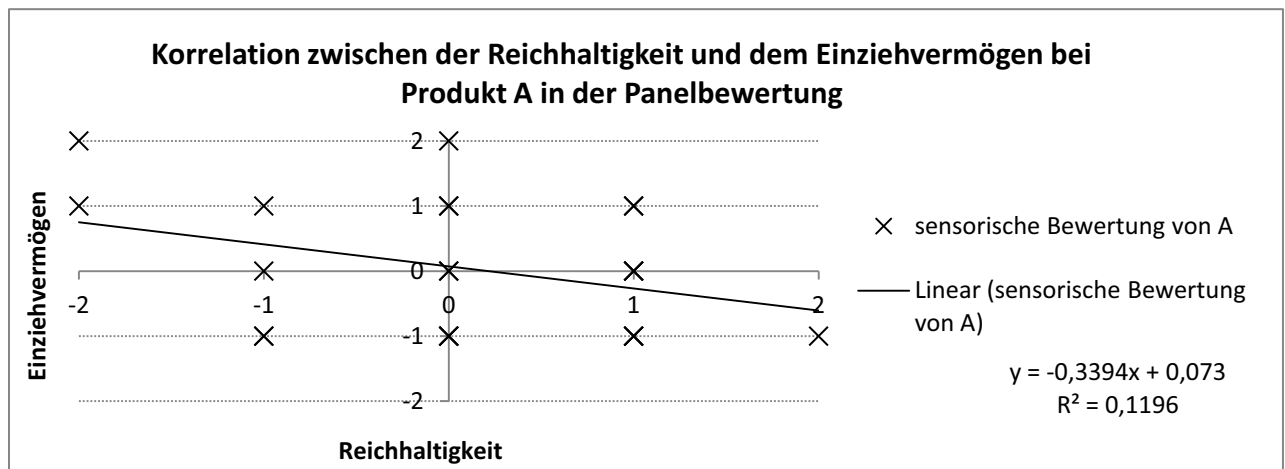 Korrelation zwischen der Reichhaltigkeit und dem Einziehvermögen bei
Produkt A in der Panelbewertung
Einziehvermögen
2
1
0
-1
-2
-2
-1
0
1
2
Reichhaltigkeit
sensorische Bewertung von A
Linear (sensorische Bewertung
von A)
y = -0,3394x + 0,073
R² = 0,1196